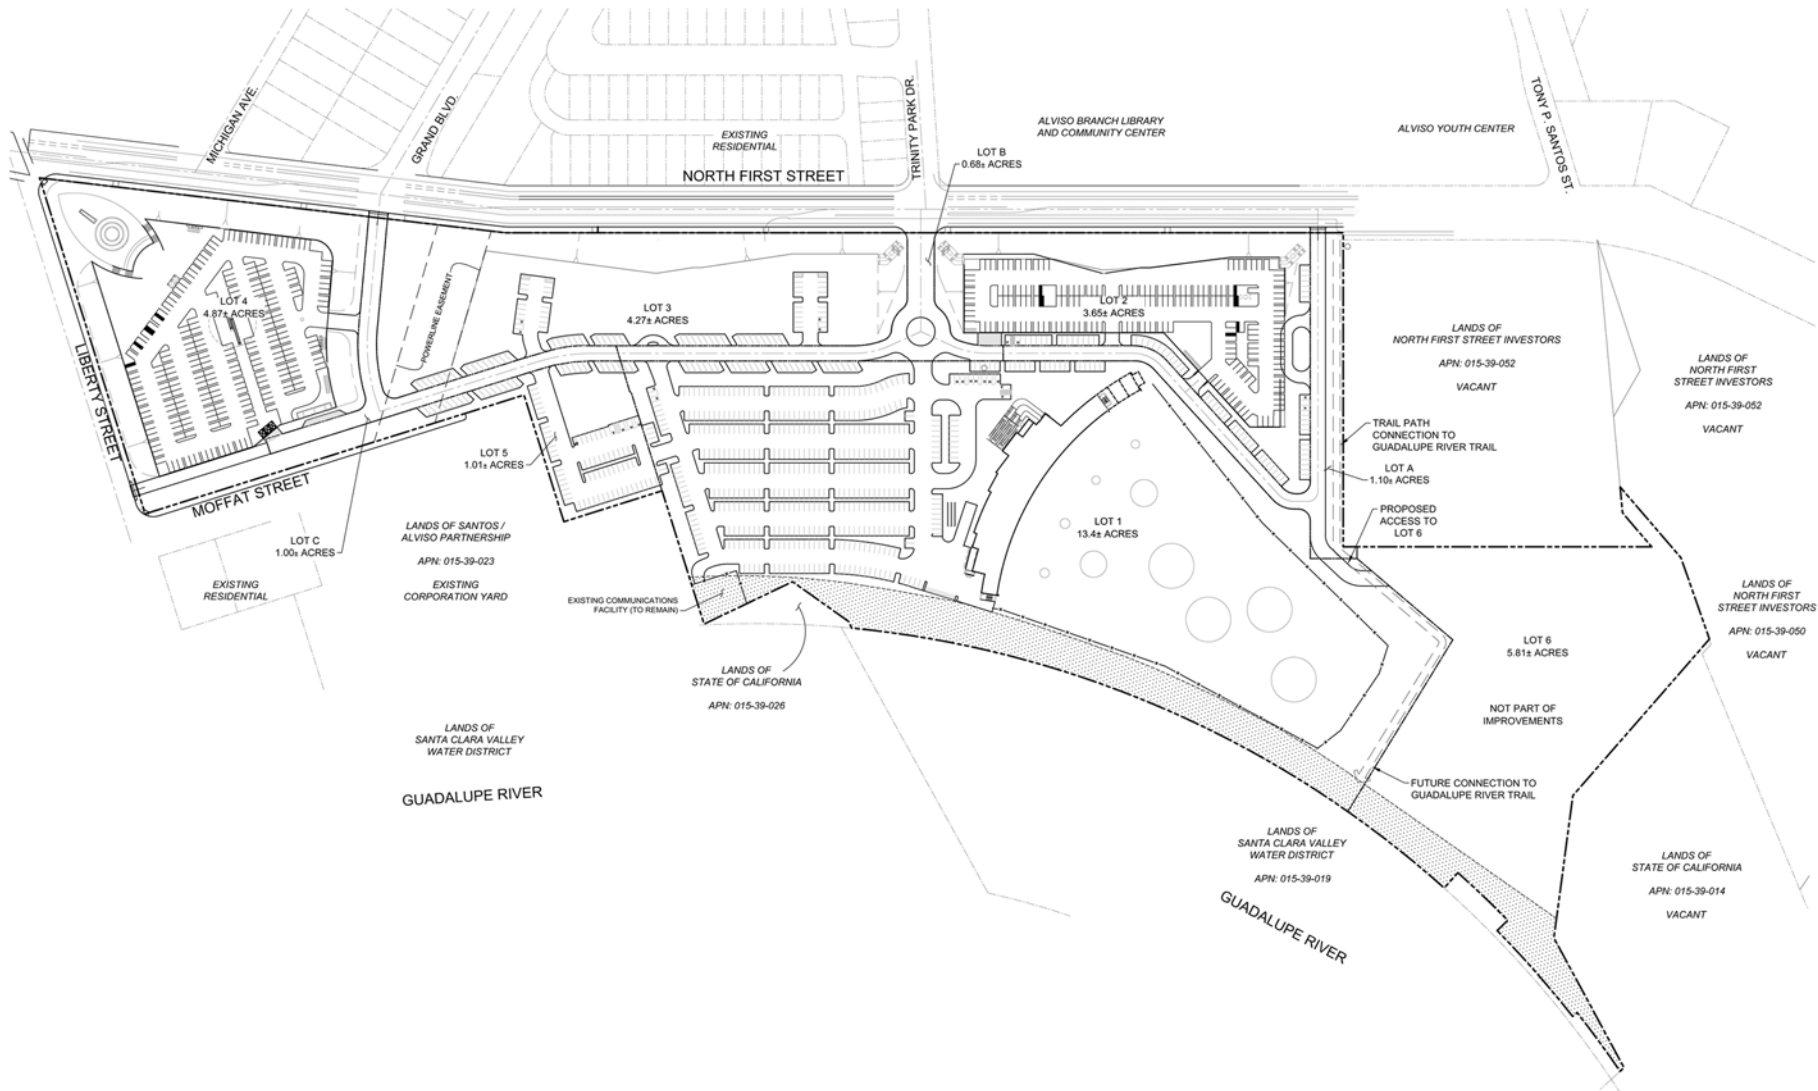 MICHIGAN AVE.
GRAND BLVD.
EXISTING
RESIDENTIAL
NORTH FIRST STREET
TRINITY PARK DR.
ALVISO BRANCH LIBRARY
AND COMMUNITY CENTER
ALVISO YOUTH CENTER
TONY P. SANTOS ST.
LOT B
0.68± ACRES
LOT 4
4.87± ACRES
POWERLINE EASEMENT
LOT 3
4.27± ACRES
LOT 2
3.65± ACRES
LANDS OF
NORTH FIRST STREET INVESTORS
APN: 015-39-052
VACANT
LANDS OF
NORTH FIRST
STREET INVESTORS
APN: 015-39-052
VACANT
LIBERTY STREET
MOFFAT STREET
LOT 5
1.01± ACRES
TRAIL PATH
CONNECTION TO
GUADALUPE RIVER TRAIL
LOT A
1.10± ACRES
PROPOSED
ACCESS TO
LOT 6
LOT C
1.00± ACRES
LANDS OF SANTOS /
ALVISO PARTNERSHIP
APN: 015-39-023
EXISTING
CORPORATION YARD
LOT 1
13.4± ACRES
EXISTING
RESIDENTIAL
EXISTING COMMUNICATIONS
FACILITY (TO REMAIN)
LANDS OF
NORTH FIRST
STREET INVESTORS
APN: 015-39-050
VACANT
LOT 6
5.81± ACRES
NOT PART OF
IMPROVEMENTS
LANDS OF
STATE OF CALIFORNIA
APN: 015-39-026
LANDS OF
SANTA CLARA VALLEY
WATER DISTRICT
GUADALUPE RIVER
FUTURE CONNECTION TO
GUADALUPE RIVER TRAIL
LANDS OF
SANTA CLARA VALLEY
WATER DISTRICT
APN: 015-39-019
GUADALUPE RIVER
LANDS OF
STATE OF CALIFORNIA
APN: 015-39-014
VACANT